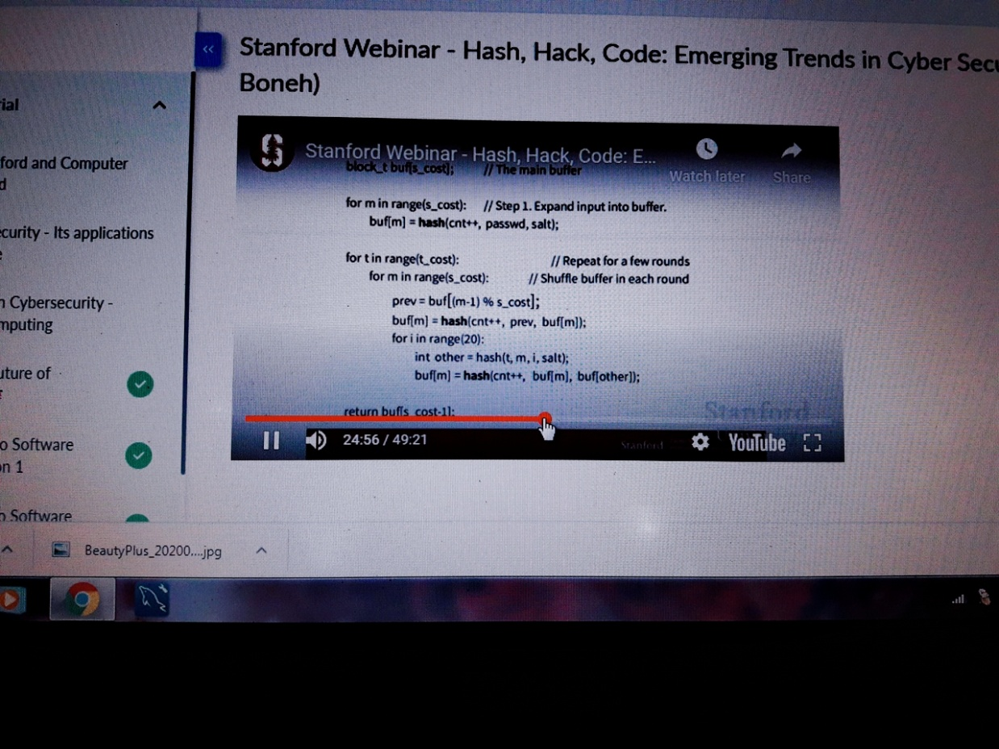 Stanford Webinar - Hash, Hack, Code: Emerging Trends in Cyber Secu
Boneh)
ial
ford and Computer
d
curity - Its applications
e
n Cybersecurity -
mputing
uture of
r
o Software
on 1
o Software
Stanford Webinar - Hash, Hack, Code: E...
Watch later
Share
block_t buf[s_cost]; // The main buffer
for m in range(s_cost): // Step 1. Expand input into buffer.
buf[m] = hash(cnt++, passwd, salt);
for t in range(t_cost): // Repeat for a few rounds
for m in range(s_cost): // Shuffle buffer in each round
prev = buf[(m-1) % s_cost];
buf[m] = hash(cnt++, prev, buf[m]);
for i in range(20):
int other = hash(t, m, i, salt);
buf[m] = hash(cnt++, buf[m], buf[other]);
return buf[s_cost-1];
Stanford
24:56 / 49:21
Stanford
YouTube
BeautyPlus_20200....jpg